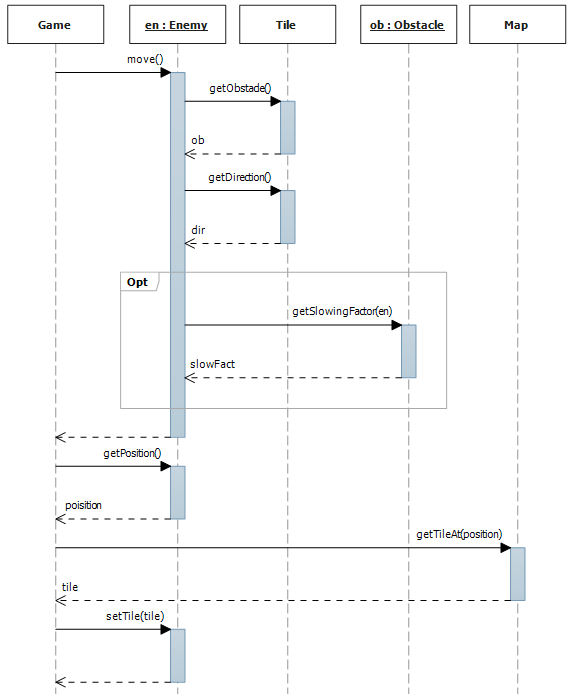 Game
en : Enemy
Tile
ob : Obstacle
Map
move()
getObstade()
ob
getDirection()
dir
Opt
getSlowingFactor(en)
slowFact
getPosition()
poisition
getTileAt(position)
tile
setTile(tile)